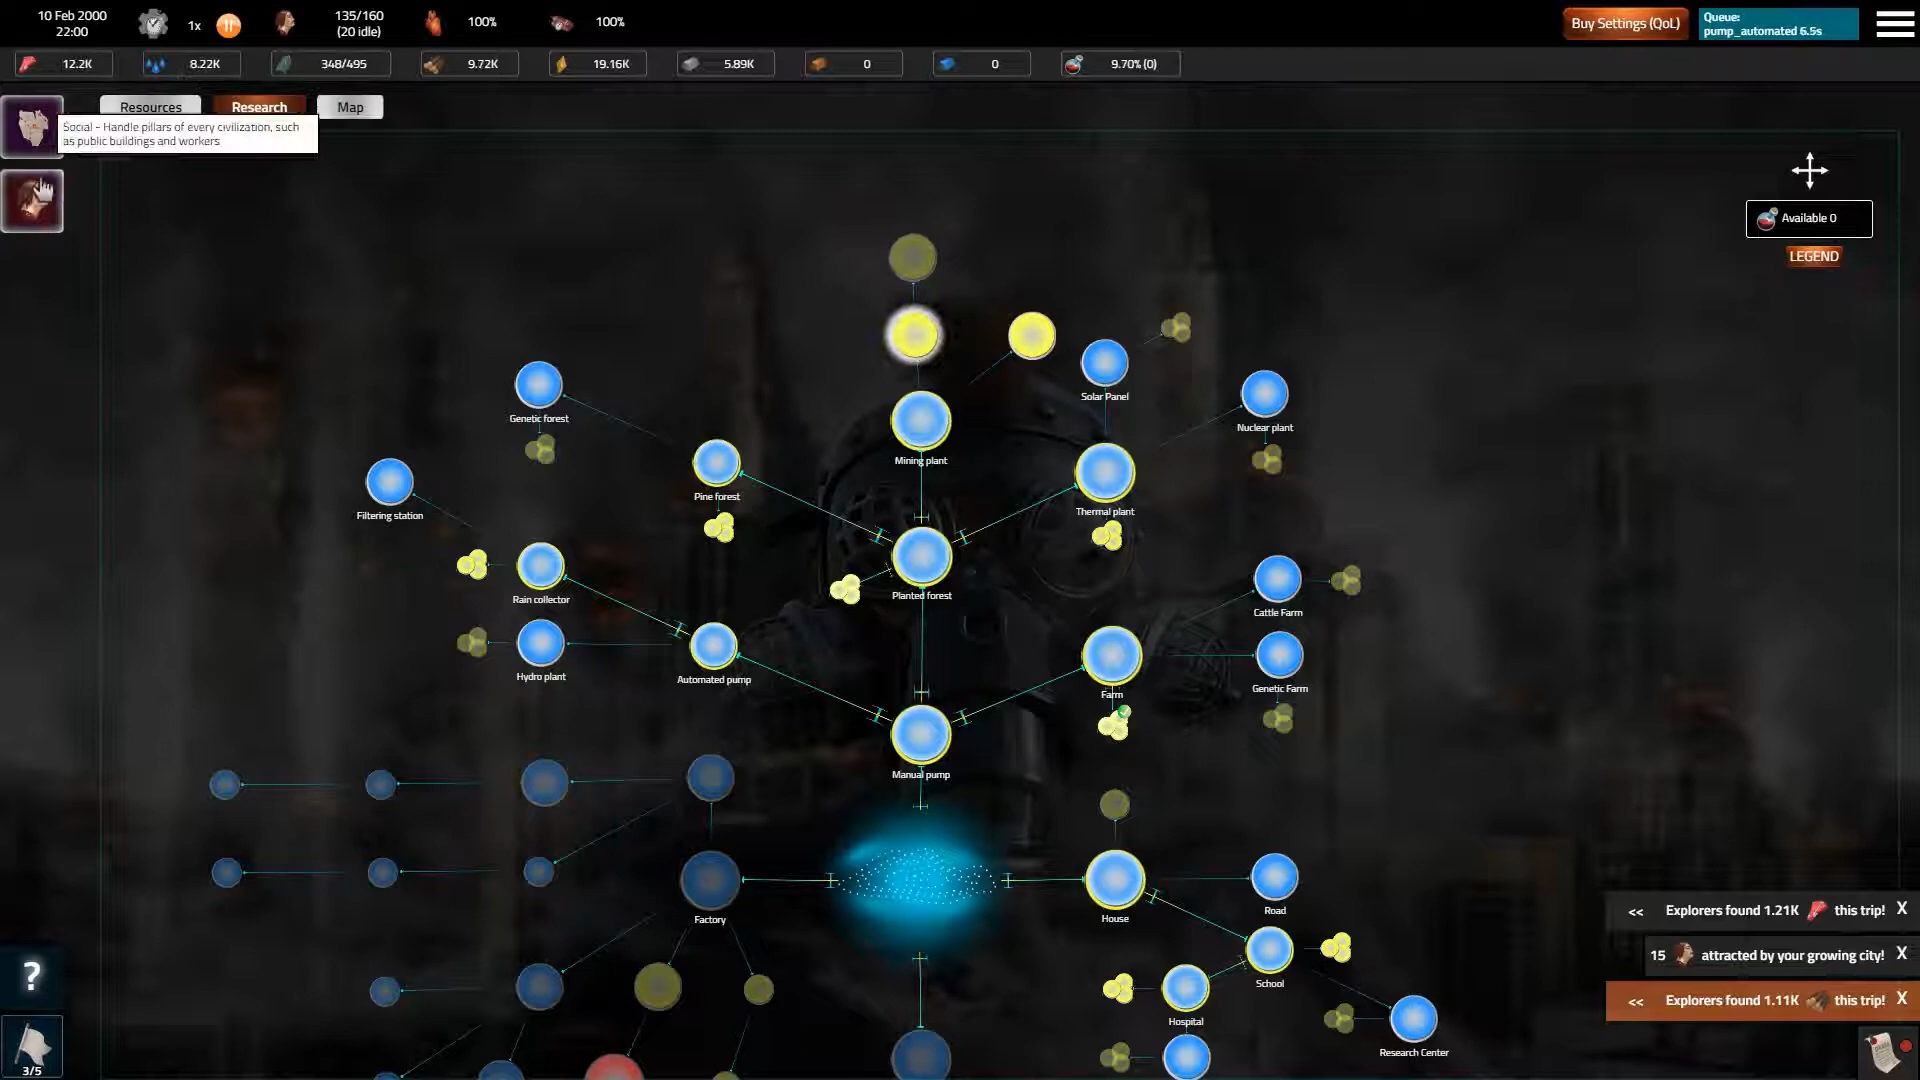 10 Feb 2000
22:00
1x
135/160
(20 idle)
100%
100%
Buy Settings (QoL)
Queue:
pump_automated 6.5s
12.2K
8.22K
348/495
9.72K
19.16K
5.89K
0
0
9.70% (0)
Resources
Research
Map
Social - Handle pillars of every civilization, such
as public buildings and workers
Available 0
LEGEND
Solar Panel
Genetic forest
Nuclear plant
Mining plant
Pine forest
Filtering station
Thermal plant
Planted forest
Rain collector
Cattle Farm
Hydro plant
Automated pump
Farm
Genetic Farm
Manual pump
Factory
House
Road
School
Hospital
Research Center
<< Explorers found 1.21K this trip! X
15 attracted by your growing city! X
<< Explorers found 1.11K this trip! X
?
3/5